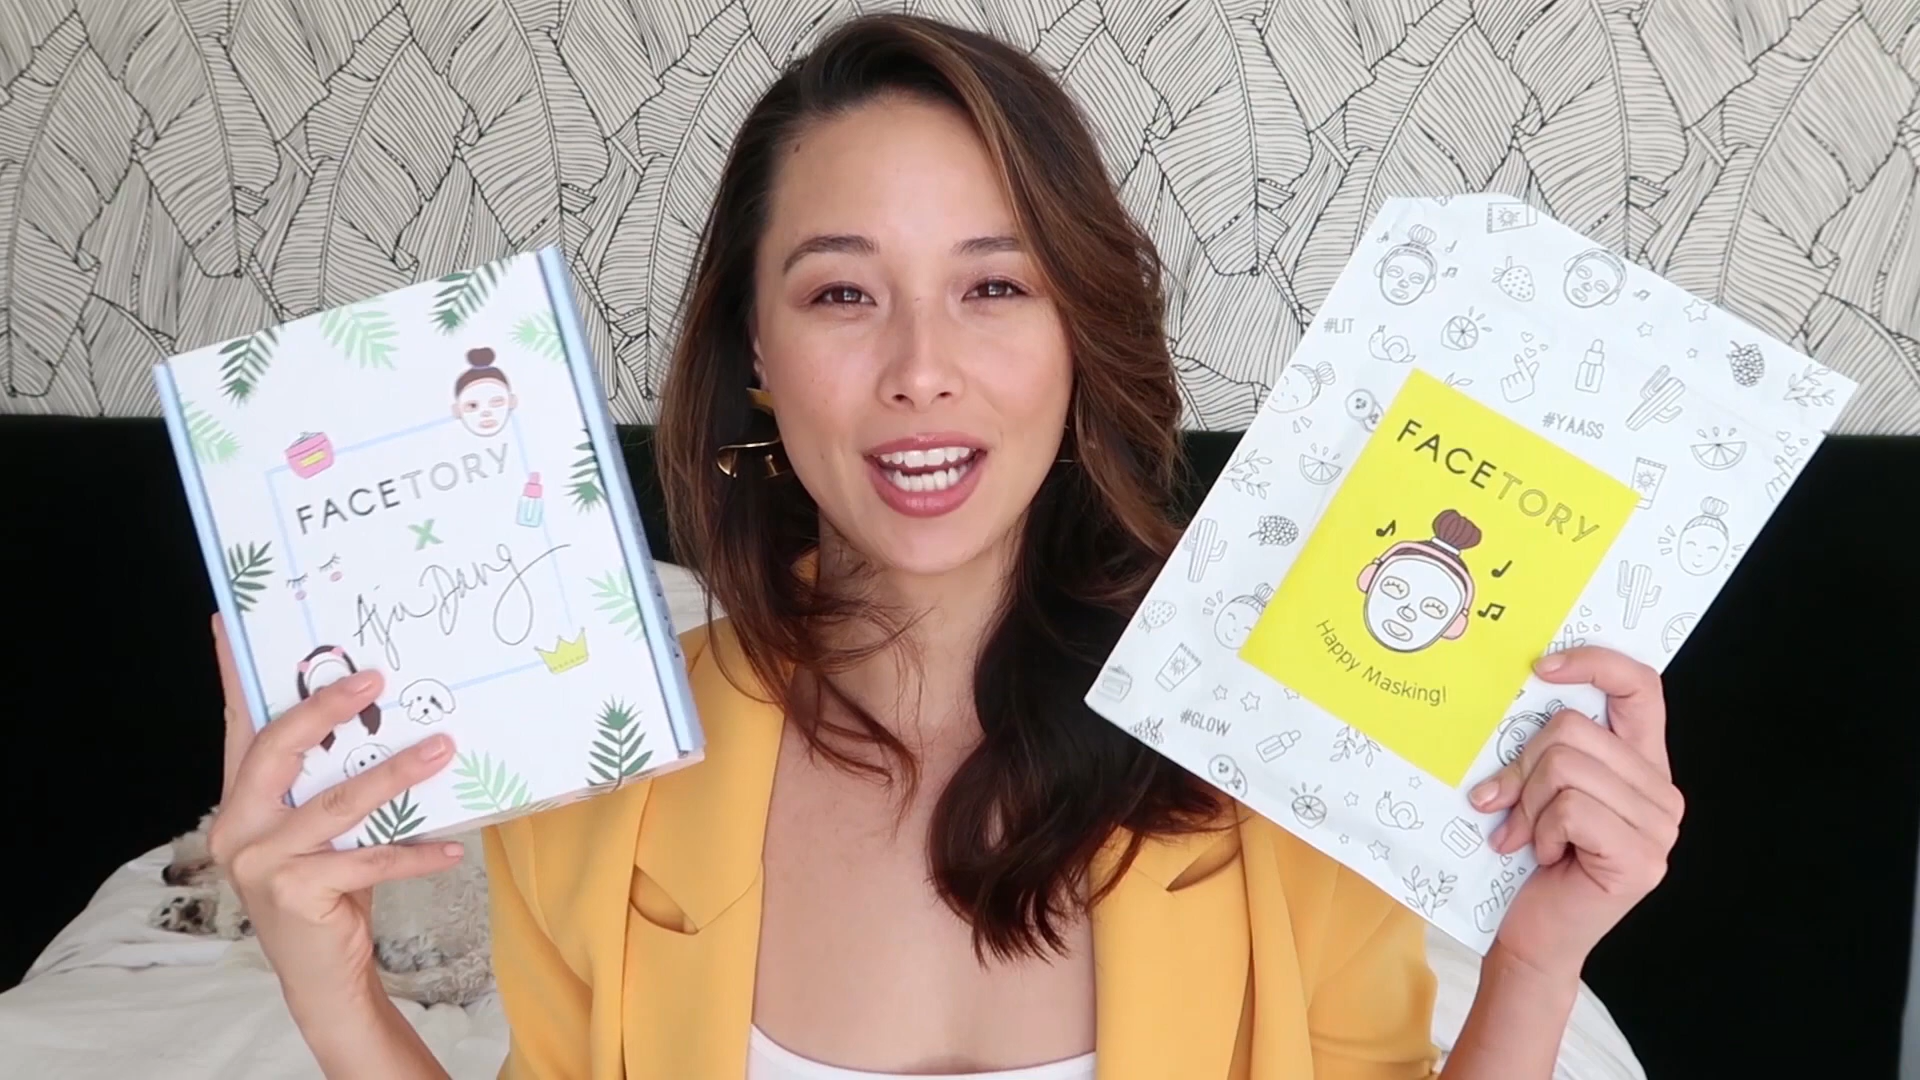 FACETORY
X
Aja Dang
#LIT
#YAASS
FACETORY
Happy Masking!
#GLOW